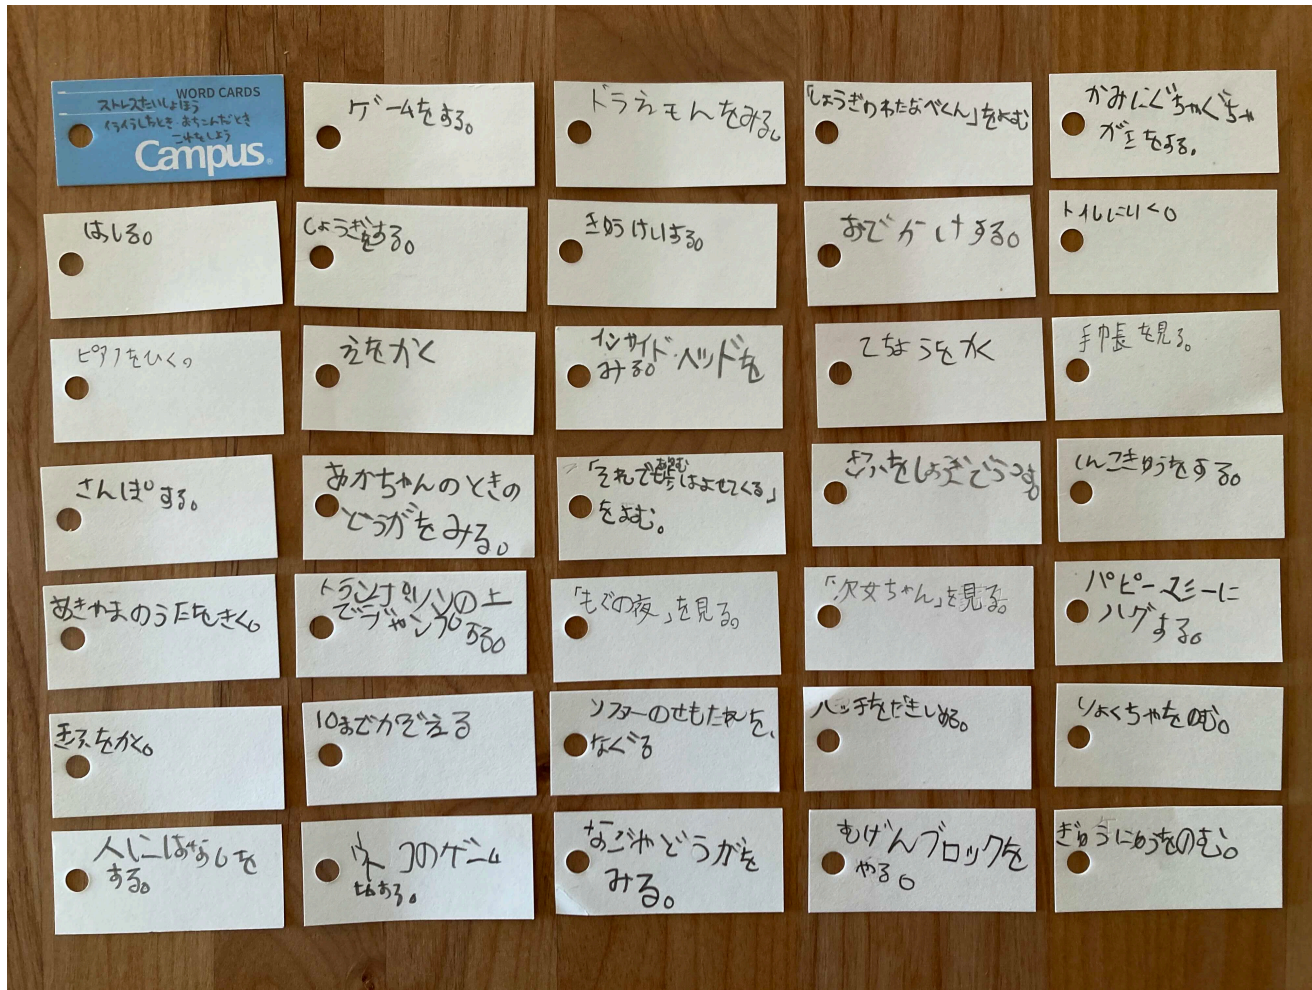 WORD CARDS
ストレスたいしょほう
イライラしたとき・おちこんだとき
これをしよう
Campus
ゲームをする。
ドラえもんをみる。
「しょうぎのわたなべくん」をよむ
かみにぐちゃぐちゃ
がきをする。
はしる。
しょうぎをする。
きゅうけいする。
おでかけする。
トイレにいく。
ピアノをひく。
えをかく
インサイド・ヘッドを
みる。
てちょうをかく
手帳を見る。
さんぽする。
あかちゃんのときの
どうがをみる。
「それでも歩はよせてくる」
をよむ。
きふをしょうぎでうつす。
しんこきゅうをする。
あきやまのうたをきく。
トランポリンの上
でジャンプ
する。
「もぐの夜」を見る。
「次女ちゃん」を見る。
パピーマミーに
ハグ
する。
きふをかく。
10までかぞえる
ソファーのせもたれを、
なぐる
ハッチをだきしめる。
りょくちゃをのむ。
人にはなしを
する。
ネコのゲーム
する。
なごやどうがを
みる。
むげんブロックを
やる。
ぎゅうにゅうをのむ。